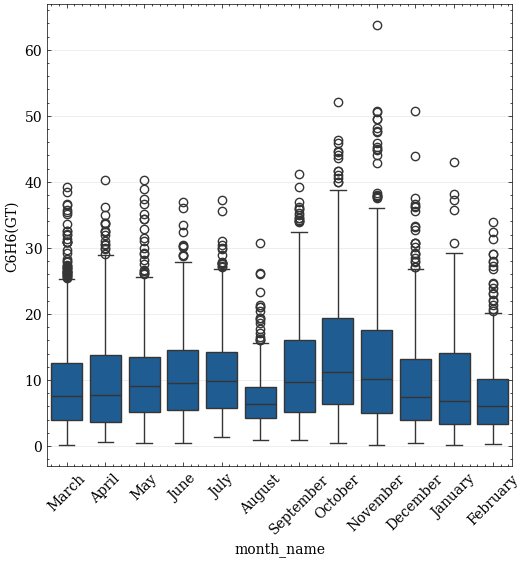 C6H6(GT)
60
50
40
30
20
10
0
March
April
May
June
July
August
September
October
November
December
January
February
month_name